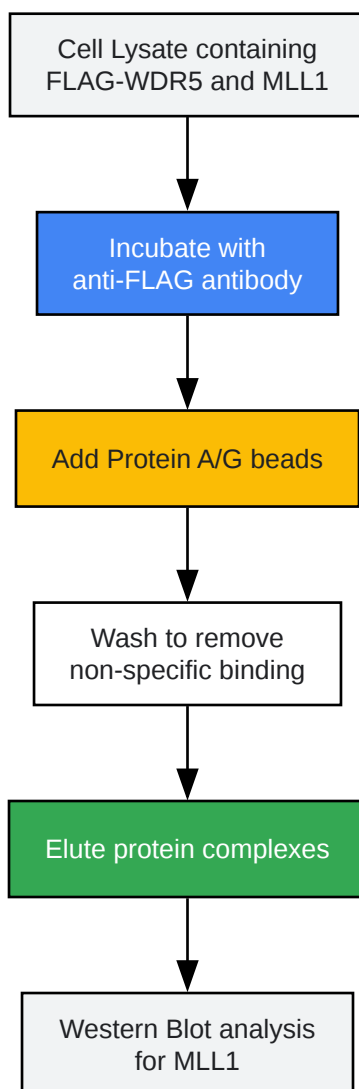 Cell Lysate containing
FLAG-WDR5 and MLL1
Incubate with
anti-FLAG antibody
Add Protein A/G beads
Wash to remove
non-specific binding
Elute protein complexes
Western Blot analysis
for MLL1